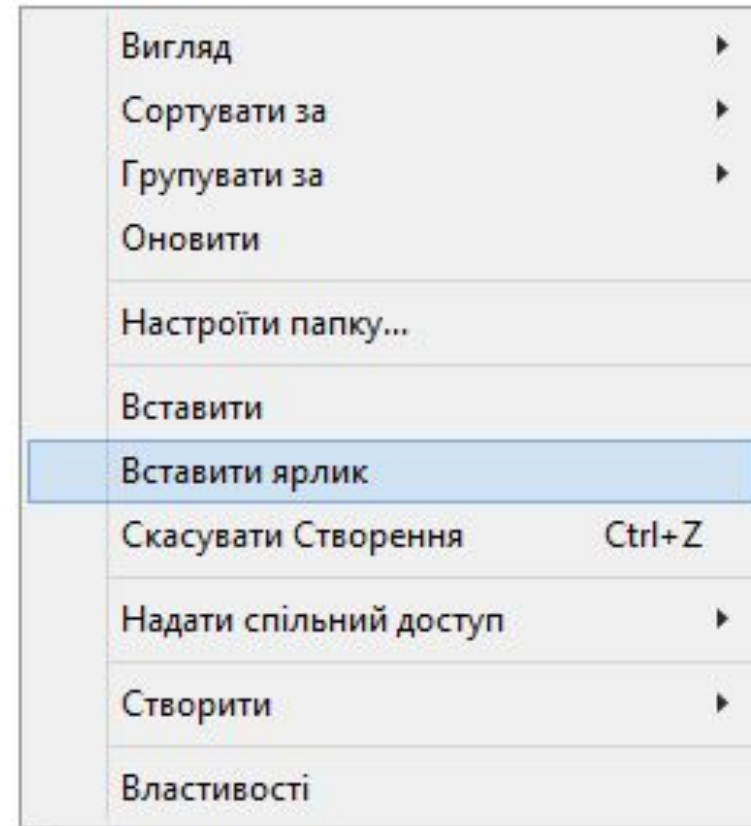 Вигляд
Сортувати за
Групувати за
Оновити
Настроїти папку...
Вставити
Вставити ярлик
Скасувати Створення Ctrl+Z
Надати спільний доступ
Створити
Властивості